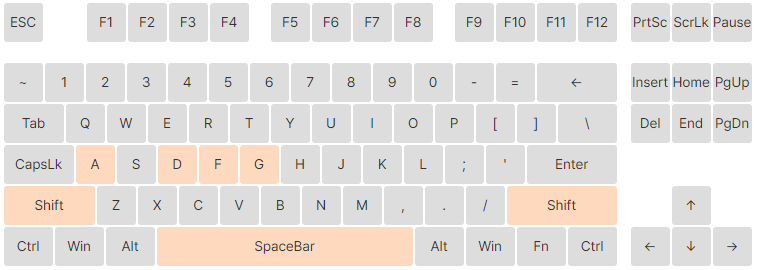 ESC F1 F2 F3 F4 F5 F6 F7 F8 F9 F10 F11 F12 PrtSc ScrLk Pause
~ 1 2 3 4 5 6 7 8 9 0 - = ← Insert Home PgUp
Tab Q W E R T Y U I O P [ ] \ Del End PgDn
CapsLk A S D F G H J K L ; ' Enter
Shift Z X C V B N M , . / Shift ↑
Ctrl Win Alt SpaceBar Alt Win Fn Ctrl ← ↓ →